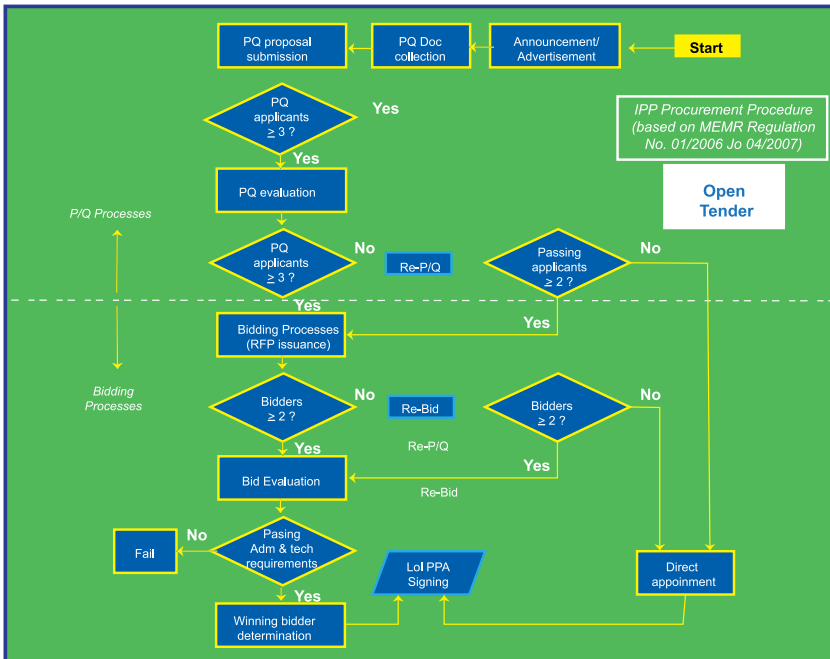 PQ proposal
submission
PQ Doc
collection
Announcement/
Advertisement
Start
PQ
applicants
≥ 3 ?
Yes
IPP Procurement Procedure
(based on MEMR Regulation
No. 01/2006 Jo 04/2007)
Yes
PQ evaluation
Open
Tender
P/Q Processes
PQ
applicants
≥ 3 ?
No
Re-P/Q
Passing
applicants
≥ 2 ?
No
Yes
Bidding Processes
(RFP issuance)
Yes
Bidding
Processes
Bidders
≥ 2 ?
No
Re-Bid
Bidders
≥ 2 ?
No
Yes
Re-P/Q
Yes
Bid Evaluation
Re-Bid
Pasing
Adm & tech
requirements
No
Fail
LoI PPA
Signing
Direct
appoinment
Yes
Winning bidder
determination